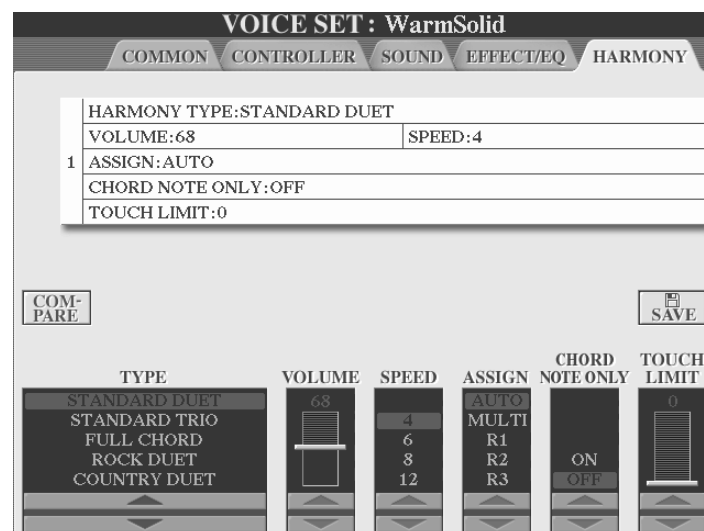 VOICE SET : WarmSolid
COMMON CONTROLLER SOUND EFFECT/EQ HARMONY
HARMONY TYPE:STANDARD DUET
VOLUME:68 SPEED:4
1 ASSIGN:AUTO
CHORD NOTE ONLY:OFF
TOUCH LIMIT:0
COM-
PARE
SAVE
TYPE VOLUME SPEED ASSIGN CHORD NOTE ONLY TOUCH LIMIT
STANDARD DUET 68 AUTO 0
STANDARD TRIO 4 MULTI
FULL CHORD 6 R1
ROCK DUET 8 R2 ON
COUNTRY DUET 12 R3 OFF